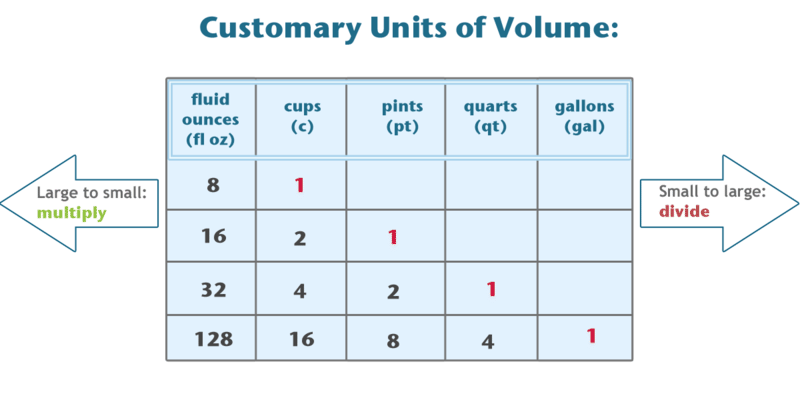 Customary Units of Volume:
fluid ounces (fl oz) cups (c) pints (pt) quarts (qt) gallons (gal)
8 1
16 2 1
32 4 2 1
128 16 8 4 1
Large to small:
multiply
Small to large:
divide